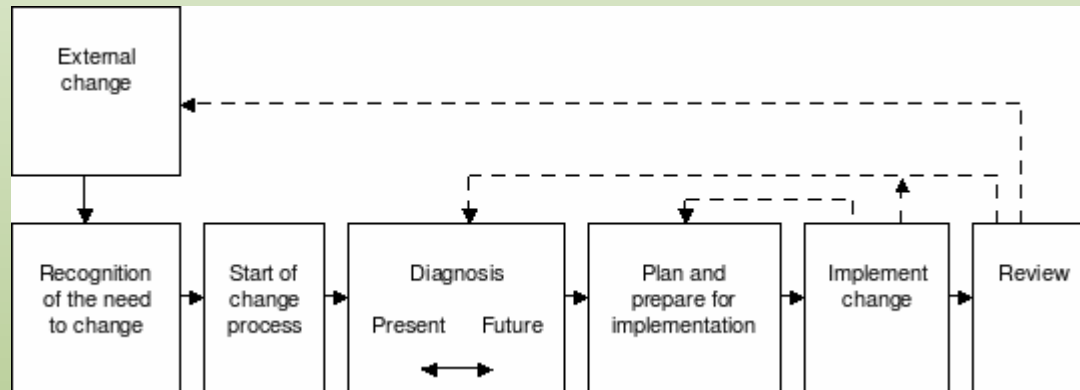 External
change
Recognition
of the need
to change
Start of
change
process
Diagnosis
Present Future
Plan and
prepare for
implementation
Implement
change
Review